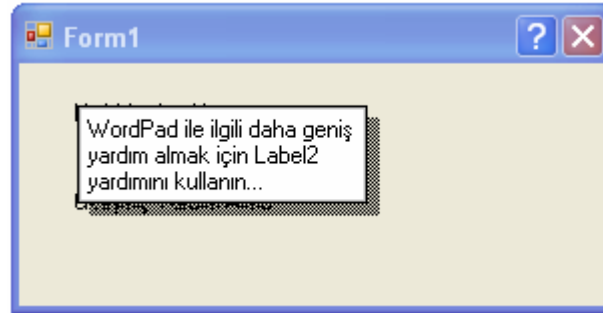 Form1
?
WordPad ile ilgili daha geniş
yardım almak için Label2
yardımını kullanın...